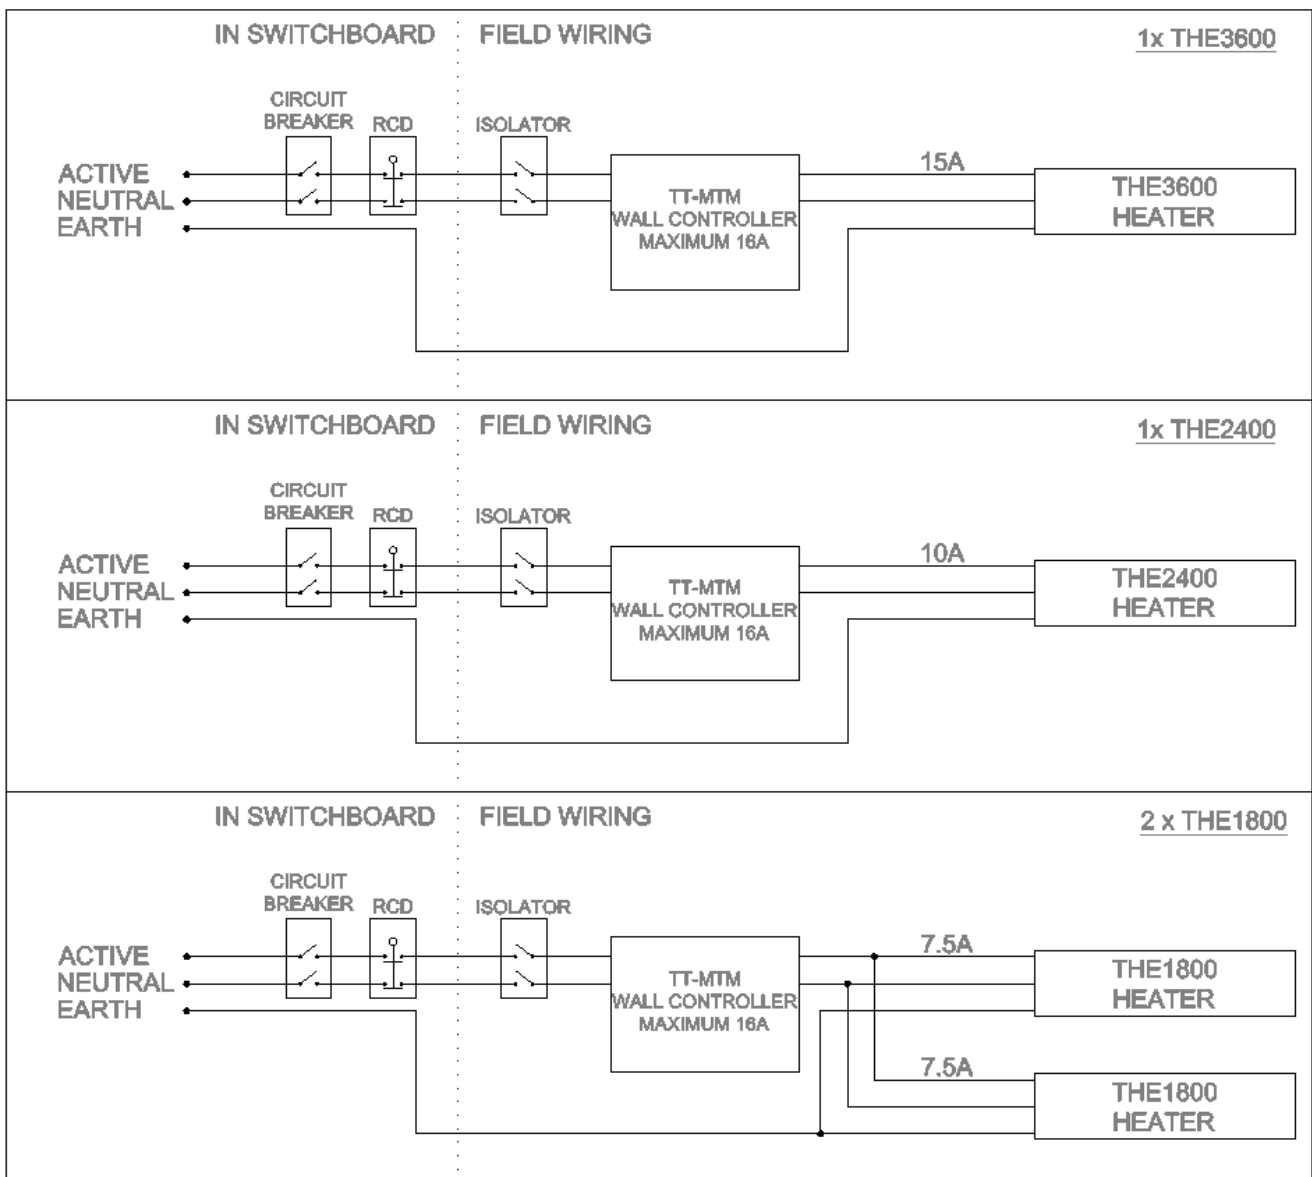 IN SWITCHBOARD FIELD WIRING 1x THE3600
CIRCUIT
BREAKER RCD ISOLATOR
ACTIVE
NEUTRAL
EARTH
TT-MTM
WALL CONTROLLER
MAXIMUM 16A
15A
THE3600
HEATER
IN SWITCHBOARD FIELD WIRING 1x THE2400
CIRCUIT
BREAKER RCD ISOLATOR
ACTIVE
NEUTRAL
EARTH
TT-MTM
WALL CONTROLLER
MAXIMUM 16A
10A
THE2400
HEATER
IN SWITCHBOARD FIELD WIRING 2 x THE1800
CIRCUIT
BREAKER RCD ISOLATOR
ACTIVE
NEUTRAL
EARTH
TT-MTM
WALL CONTROLLER
MAXIMUM 16A
7.5A
THE1800
HEATER
7.5A
THE1800
HEATER